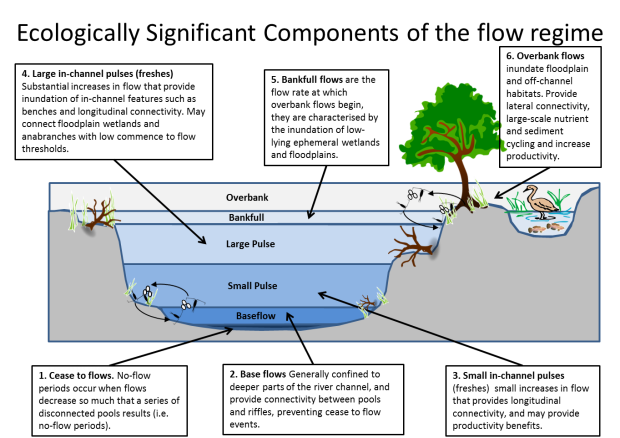 Ecologically Significant Components of the flow regime
4. Large in-channel pulses (freshes)
Substantial increases in flow that provide
inundation of in-channel features such as
benches and longitudinal connectivity. May
connect floodplain wetlands and
anabranches with low commence to flow
thresholds.
5. Bankfull flows are the
flow rate at which
overbank flows begin,
they are characterised by
the inundation of low-
lying ephemeral wetlands
and floodplains.
6. Overbank flows
inundate floodplain
and off-channel
habitats. Provide
lateral connectivity,
large-scale nutrient
and sediment
cycling and increase
productivity.
Overbank
Bankfull
Large Pulse
Small Pulse
Baseflow
1. Cease to flows. No-flow
periods occur when flows
decrease so much that a series of
disconnected pools results (i.e.
no-flow periods).
2. Base flows Generally confined to
deeper parts of the river channel, and
provide connectivity between pools
and riffles, preventing cease to flow
events.
3. Small in-channel pulses
(freshes) small increases in flow
that provides longitudinal
connectivity, and may provide
productivity benefits.